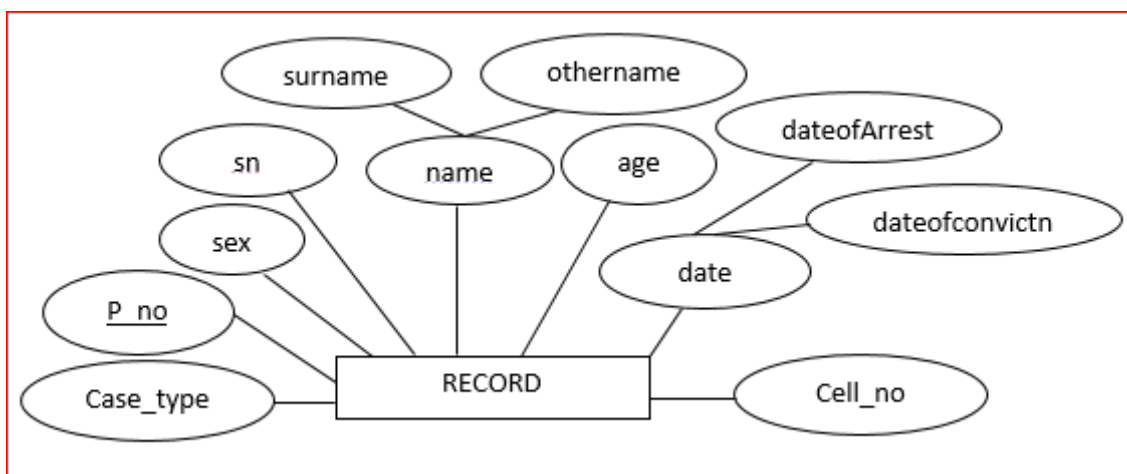 surname
othername
dateofArrest
sn
name
age
sex
dateofconvictn
date
P_no
Case_type
RECORD
Cell_no